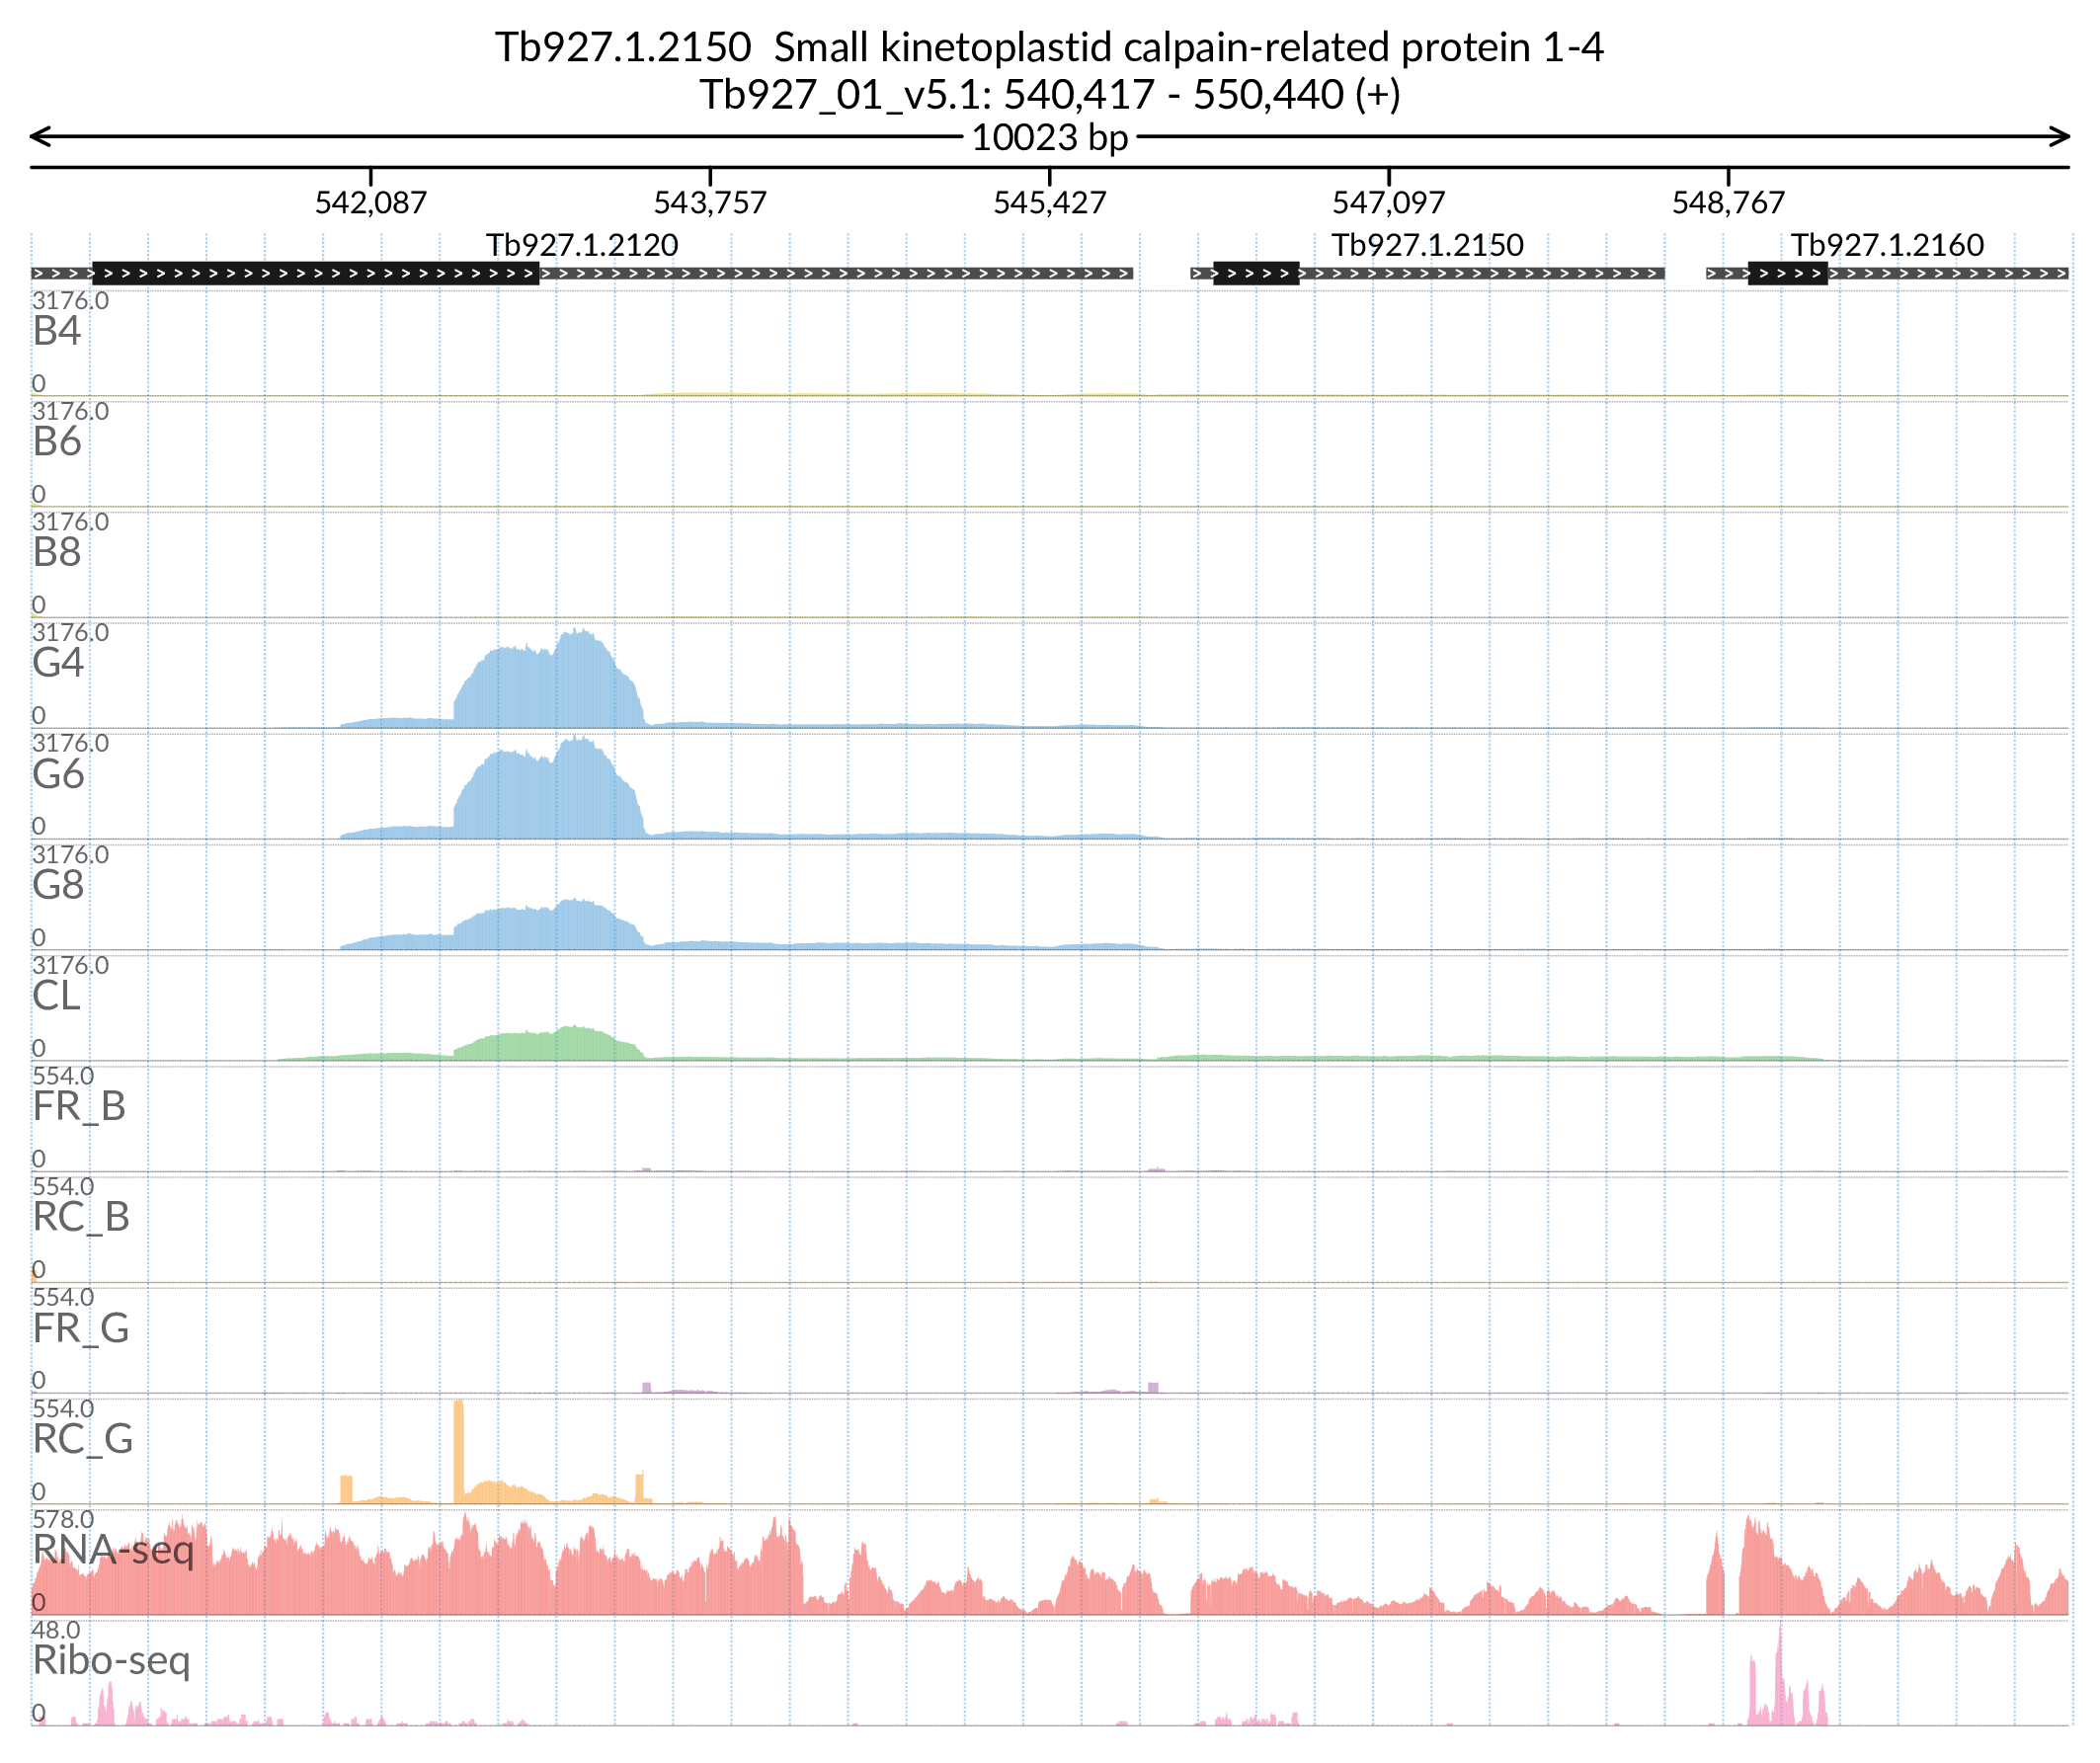 Tb927.1.2150  Small kinetoplastid calpain-related protein 1-4
Tb927_01_v5.1: 540,417 - 550,440 (+)
10023 bp
542,087 543,757 545,427 547,097 548,767
Tb927.1.2120 Tb927.1.2150 Tb927.1.2160
3176.0
B4
0
3176.0
B6
0
3176.0
B8
0
3176.0
G4
0
3176.0
G6
0
3176.0
G8
0
3176.0
CL
0
554.0
FR_B
0
554.0
RC_B
0
554.0
FR_G
0
554.0
RC_G
0
578.0
RNA-seq
0
48.0
Ribo-seq
0